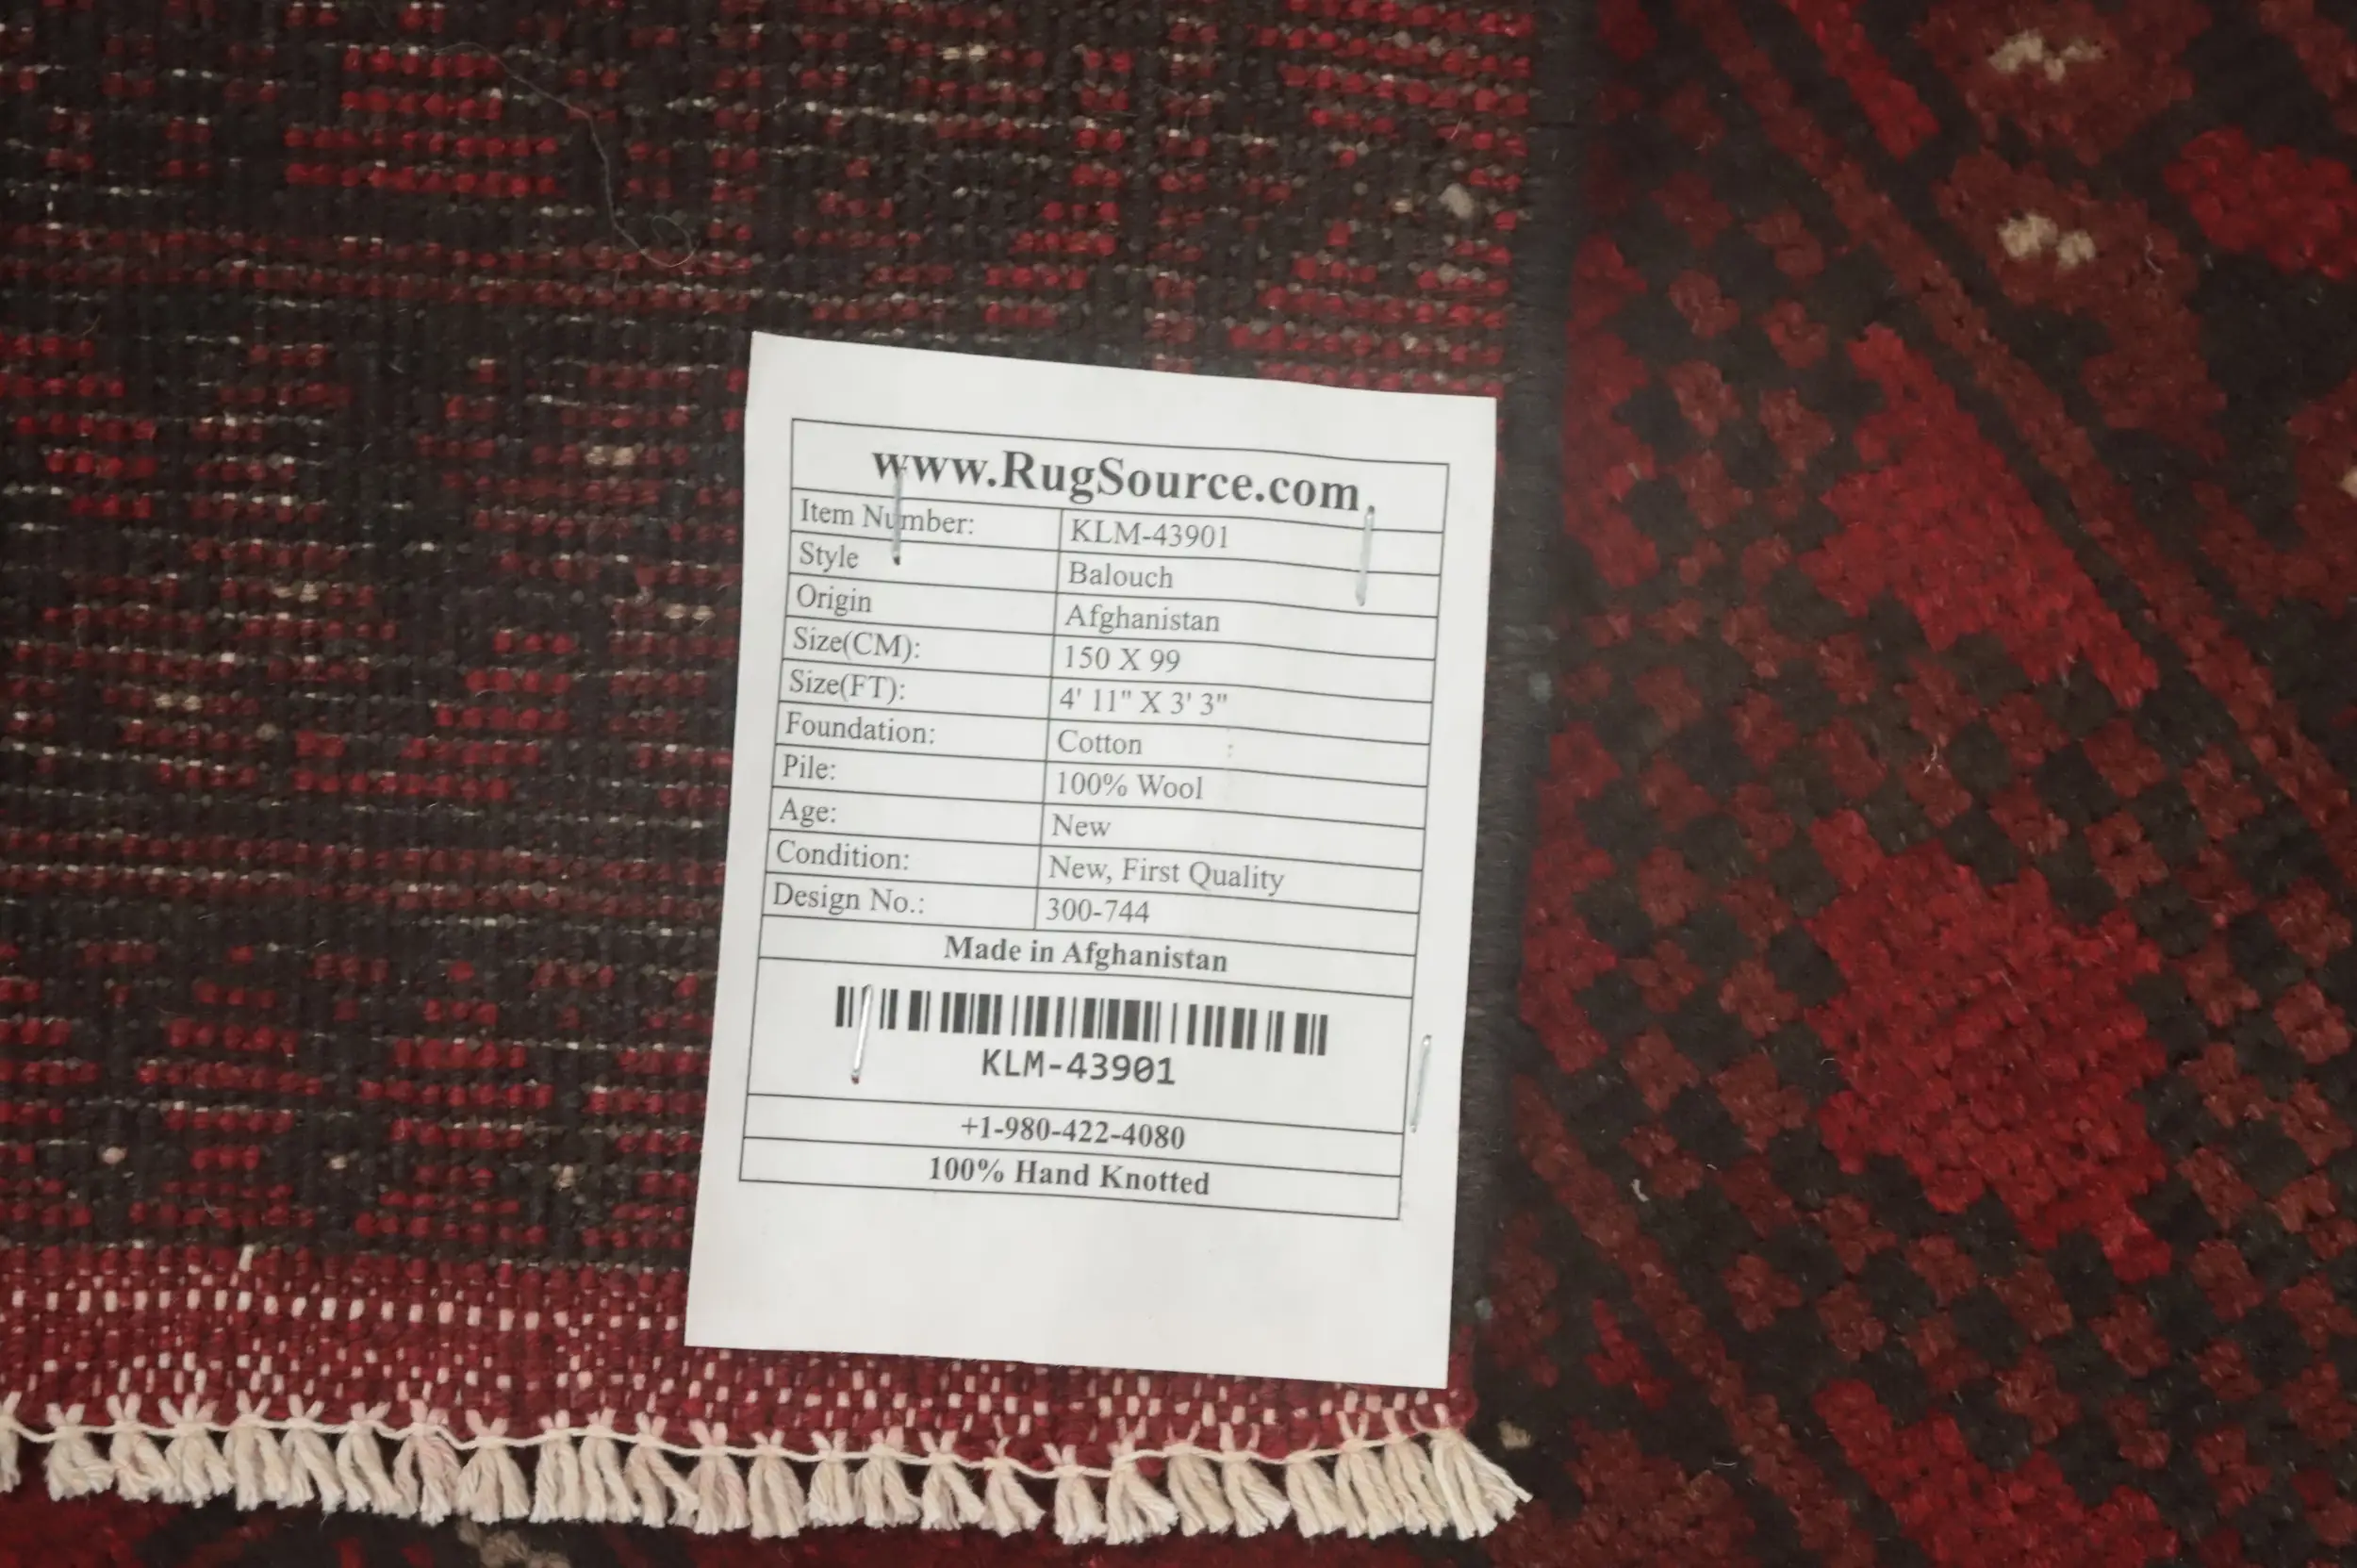 www.RugSource.com
Item Number: KLM-43901
Style Balouch
Origin Afghanistan
Size(CM): 150 X 99
Size(FT): 4' 11" X 3' 3"
Foundation: Cotton
Pile: 100% Wool
Age: New
Condition: New, First Quality
Design No.: 300-744
Made in Afghanistan
KLM-43901
+1-980-422-4080
100% Hand Knotted